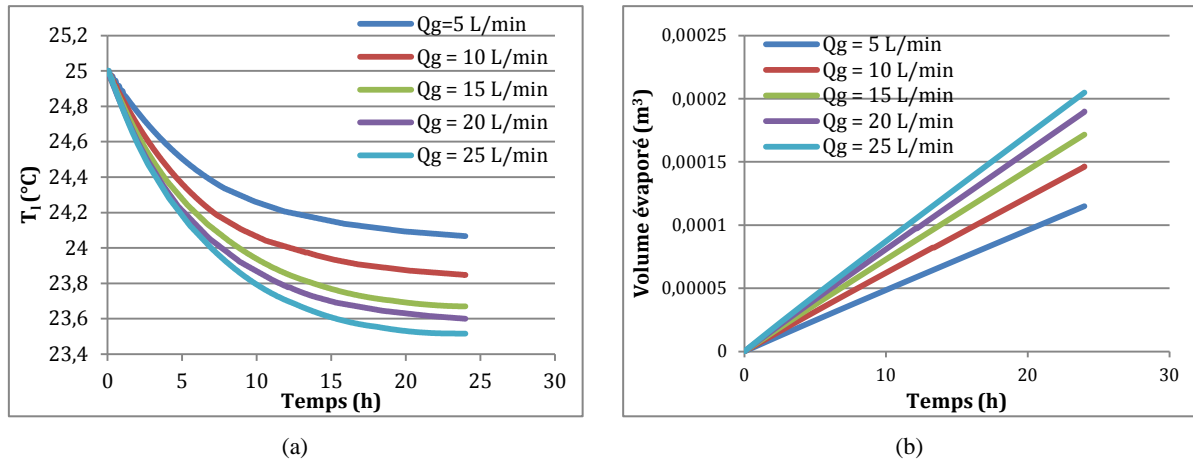 25,2
25
24,8
24,6
24,4
24,2
24
23,8
23,6
23,4
T1 (°C)
0
5
10
15
20
25
30
Temps (h)
Qg=5 L/min
Qg = 10 L/min
Qg = 15 L/min
Qg = 20 L/min
Qg = 25 L/min
(a)
0,00025
0,0002
0,00015
0,0001
0,00005
0
Volume évaporé (m³)
0
10
20
30
Temps (h)
Qg = 5 L/min
Qg = 10 L/min
Qg = 15 L/min
Qg = 20 L/min
Qg = 25 L/min
(b)